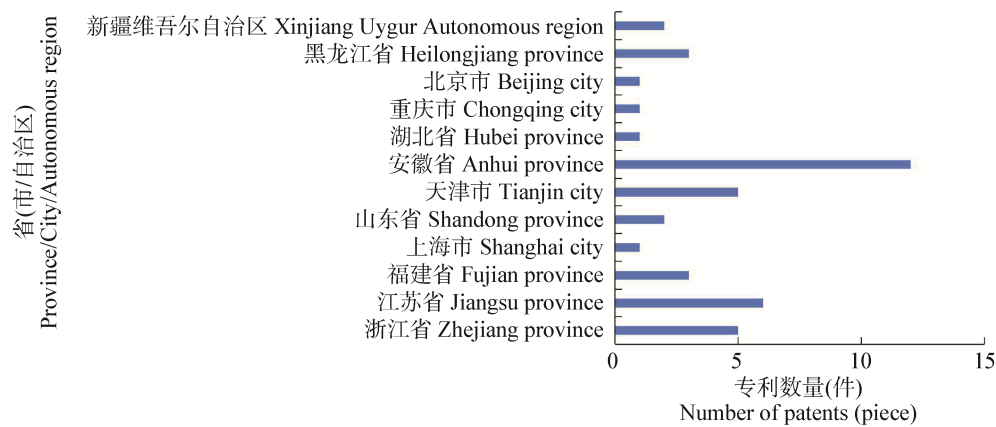 省(市/自治区)
Province/City/Autonomous region
新疆维吾尔自治区 Xinjiang Uygur Autonomous region
黑龙江省 Heilongjiang province
北京市 Beijing city
重庆市 Chongqing city
湖北省 Hubei province
安徽省 Anhui province
天津市 Tianjin city
山东省 Shandong province
上海市 Shanghai city
福建省 Fujian province
江苏省 Jiangsu province
浙江省 Zhejiang province
0 5 10 15
专利数量(件)
Number of patents (piece)